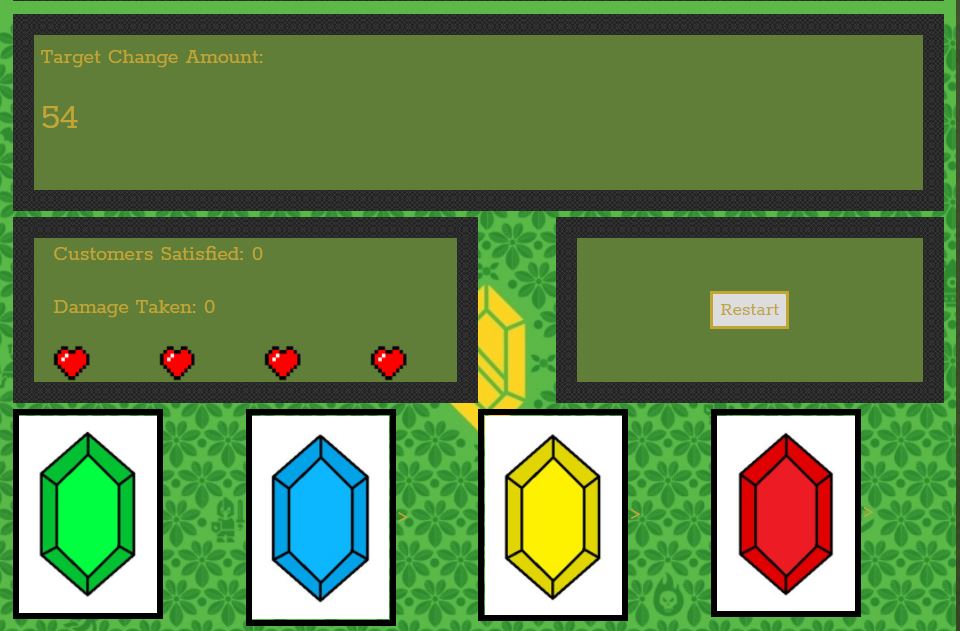 Target Change Amount:
54
Customers Satisfied: 0
Damage Taken: 0
Restart
>
>
>